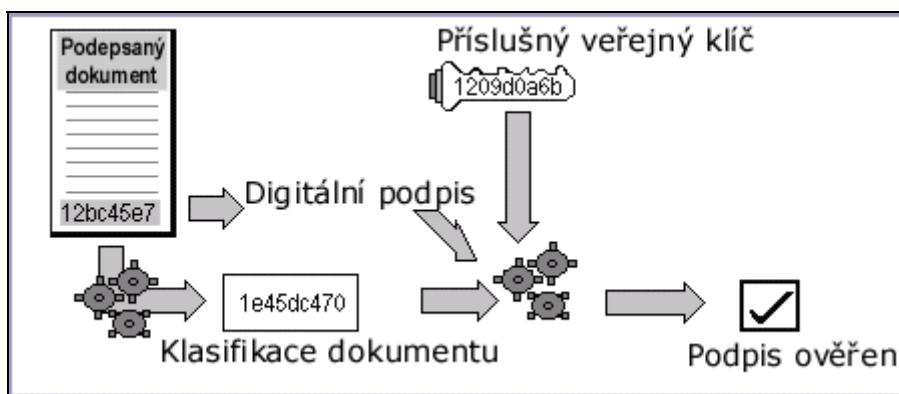 Podepsaný
dokument
12bc45e7
Příslušný veřejný klíč
1209d0a6b
Digitální podpis
1e45dc470
Klasifikace dokumentu
Podpis ověřen